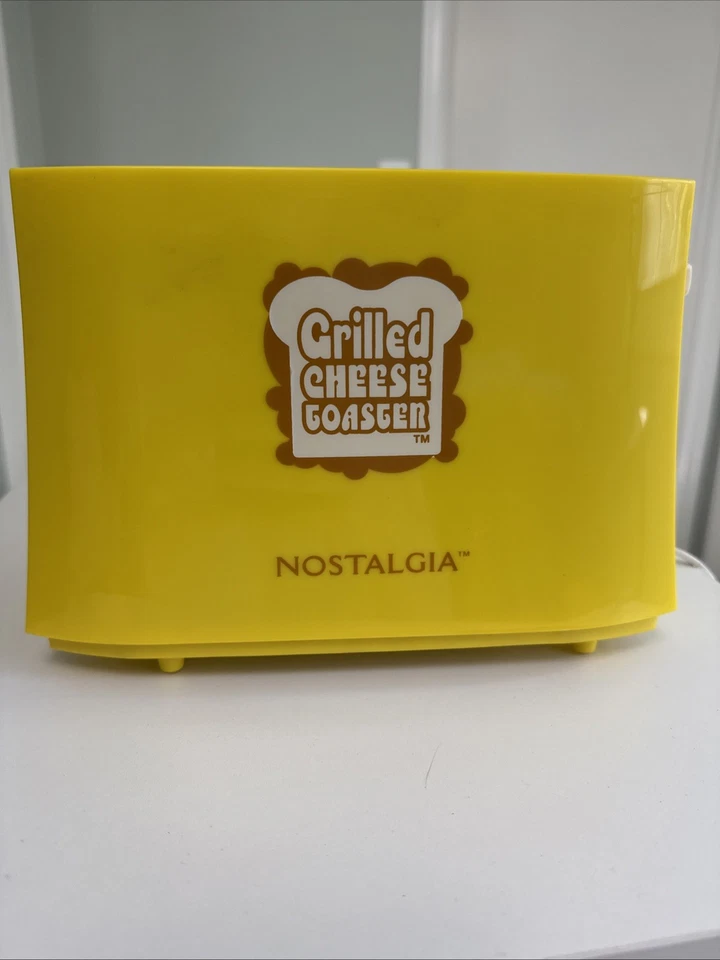 Grilled
CHEESE
TOASTER
TM
NOSTALGIA™